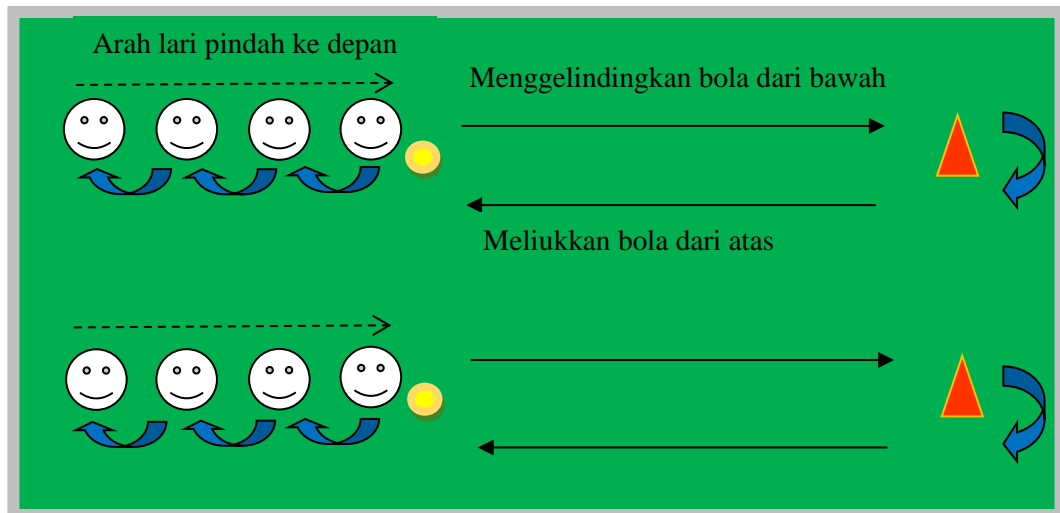 Arah lari pindah ke depan
Menggelindingkan bola dari bawah
Meliukkan bola dari atas